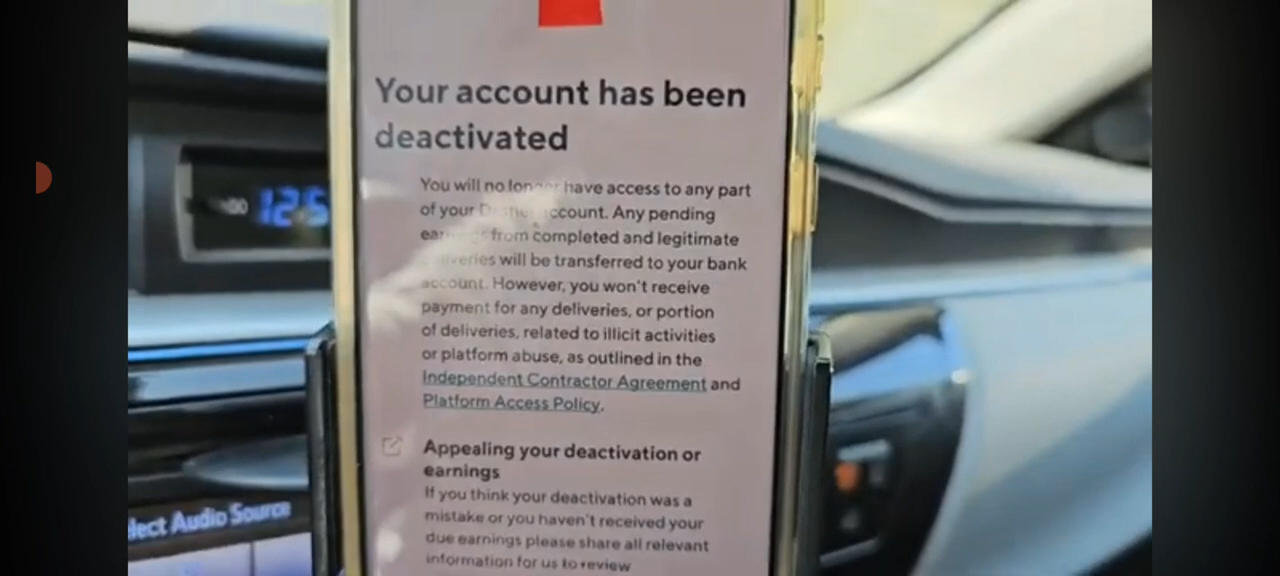 Your account has been
deactivated
You will no longer have access to any part
of your account. Any pending
from completed and legitimate
will be transferred to your bank
account. However, you won't receive
payment for any deliveries, or portion
of deliveries, related to illicit activities
or platform abuse, as outlined in the
Independent Contractor Agreement and
Platform Access Policy.
Appealing your deactivation or
earnings
If you think your deactivation was a
mistake or you haven't received your
due earnings please share all relevant
information for us to review
12:5
lect Audio Source